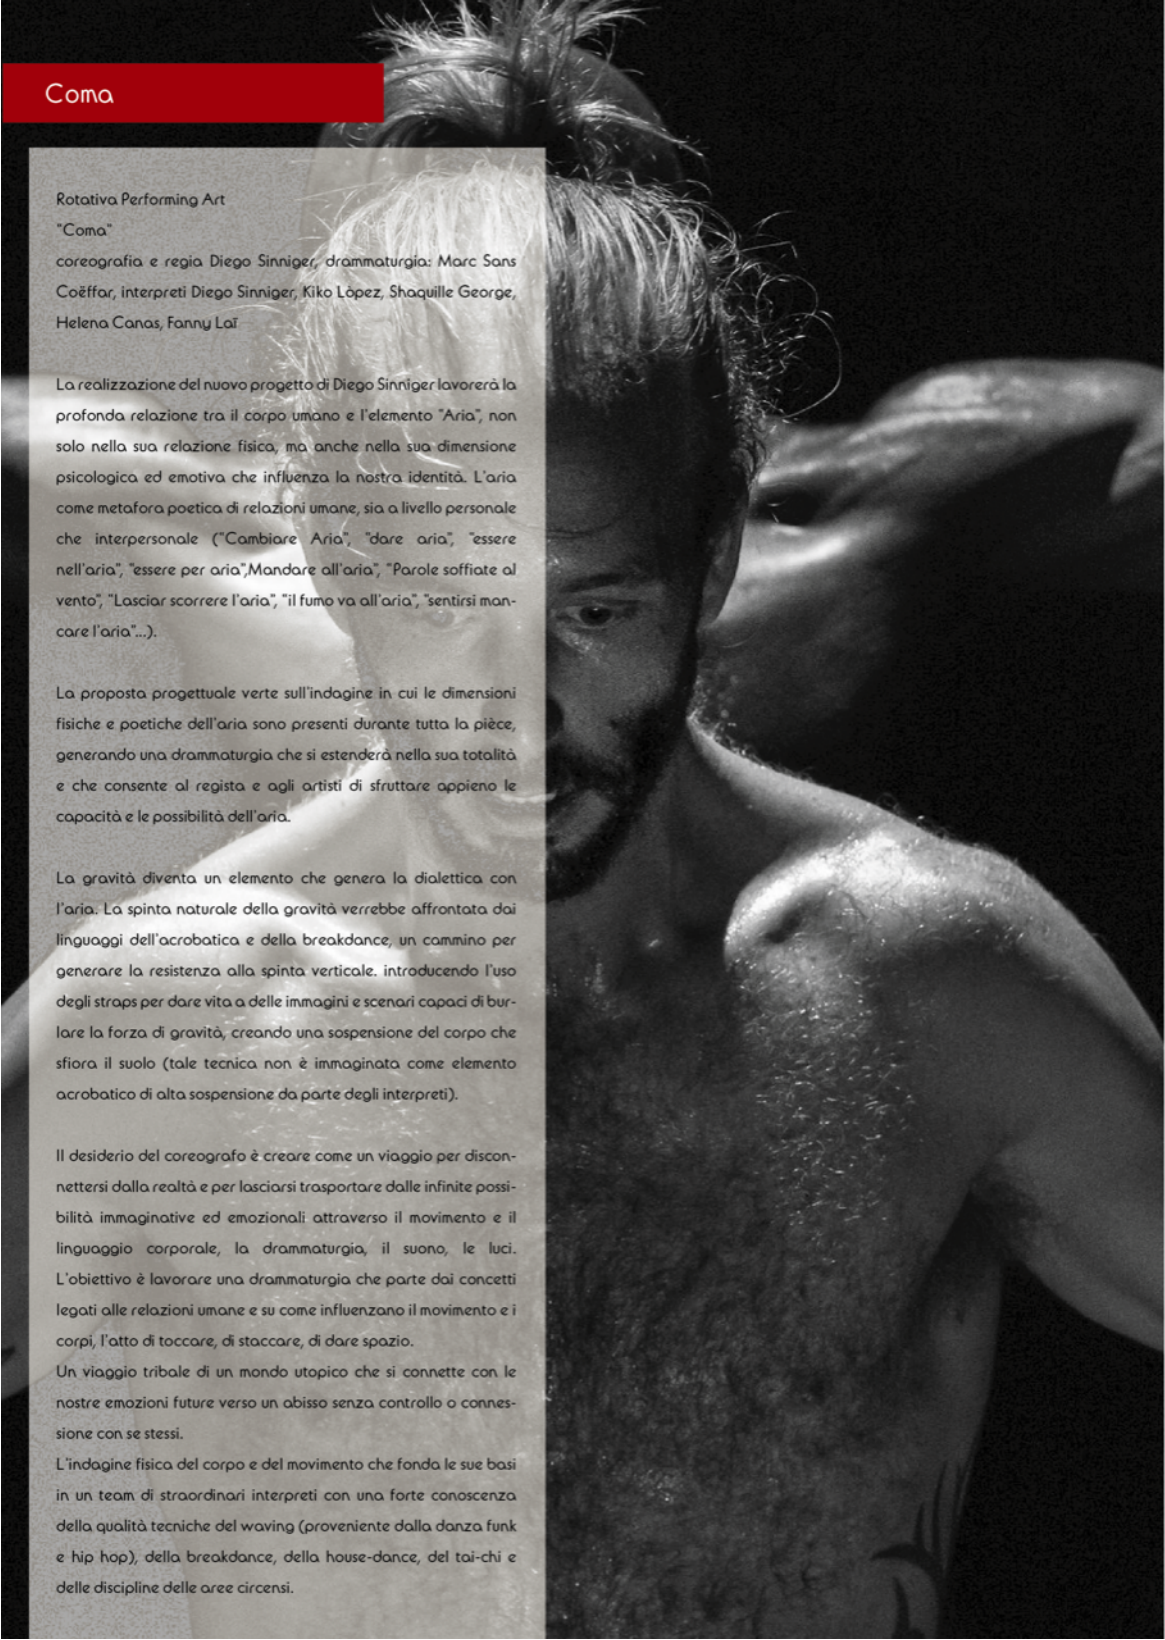 Coma
Rotativa Performing Art
"Coma"
coreografia e regia Diego Sinniger, drammaturgia: Marc Sans
Coëffar, interpreti Diego Sinniger, Kiko Lòpez, Shaquille George,
Helena Canas, Fanny Laï
La realizzazione del nuovo progetto di Diego Sinniger lavorerà la
profonda relazione tra il corpo umano e l'elemento "Aria", non
solo nella sua relazione fisica, ma anche nella sua dimensione
psicologica ed emotiva che influenza la nostra identità. L'aria
come metafora poetica di relazioni umane, sia a livello personale
che interpersonale ("Cambiare Aria", "dare aria", "essere
nell'aria", "essere per aria",Mandare all'aria", "Parole soffiate al
vento", "Lasciar scorrere l'aria", "il fumo va all'aria", "sentirsi man-
care l'aria"...).
La proposta progettuale verte sull'indagine in cui le dimensioni
fisiche e poetiche dell'aria sono presenti durante tutta la pièce,
generando una drammaturgia che si estenderà nella sua totalità
e che consente al regista e agli artisti di sfruttare appieno le
capacità e le possibilità dell'aria.
La gravità diventa un elemento che genera la dialettica con
l'aria. La spinta naturale della gravità verrebbe affrontata dai
linguaggi dell'acrobatica e della breakdance, un cammino per
generare la resistenza alla spinta verticale. introducendo l'uso
degli straps per dare vita a delle immagini e scenari capaci di bur-
lare la forza di gravità, creando una sospensione del corpo che
sfiora il suolo (tale tecnica non è immaginata come elemento
acrobatico di alta sospensione da parte degli interpreti).
Il desiderio del coreografo è creare come un viaggio per discon-
nettersi dalla realtà e per lasciarsi trasportare dalle infinite possi-
bilità immaginative ed emozionali attraverso il movimento e il
linguaggio corporale, la drammaturgia, il suono, le luci.
L'obiettivo è lavorare una drammaturgia che parte dai concetti
legati alle relazioni umane e su come influenzano il movimento e i
corpi, l'atto di toccare, di staccare, di dare spazio.
Un viaggio tribale di un mondo utopico che si connette con le
nostre emozioni future verso un abisso senza controllo o connes-
sione con se stessi.
L'indagine fisica del corpo e del movimento che fonda le sue basi
in un team di straordinari interpreti con una forte conoscenza
della qualità tecniche del waving (proveniente dalla danza funk
e hip hop), della breakdance, della house-dance, del tai-chi e
delle discipline delle aree circensi.